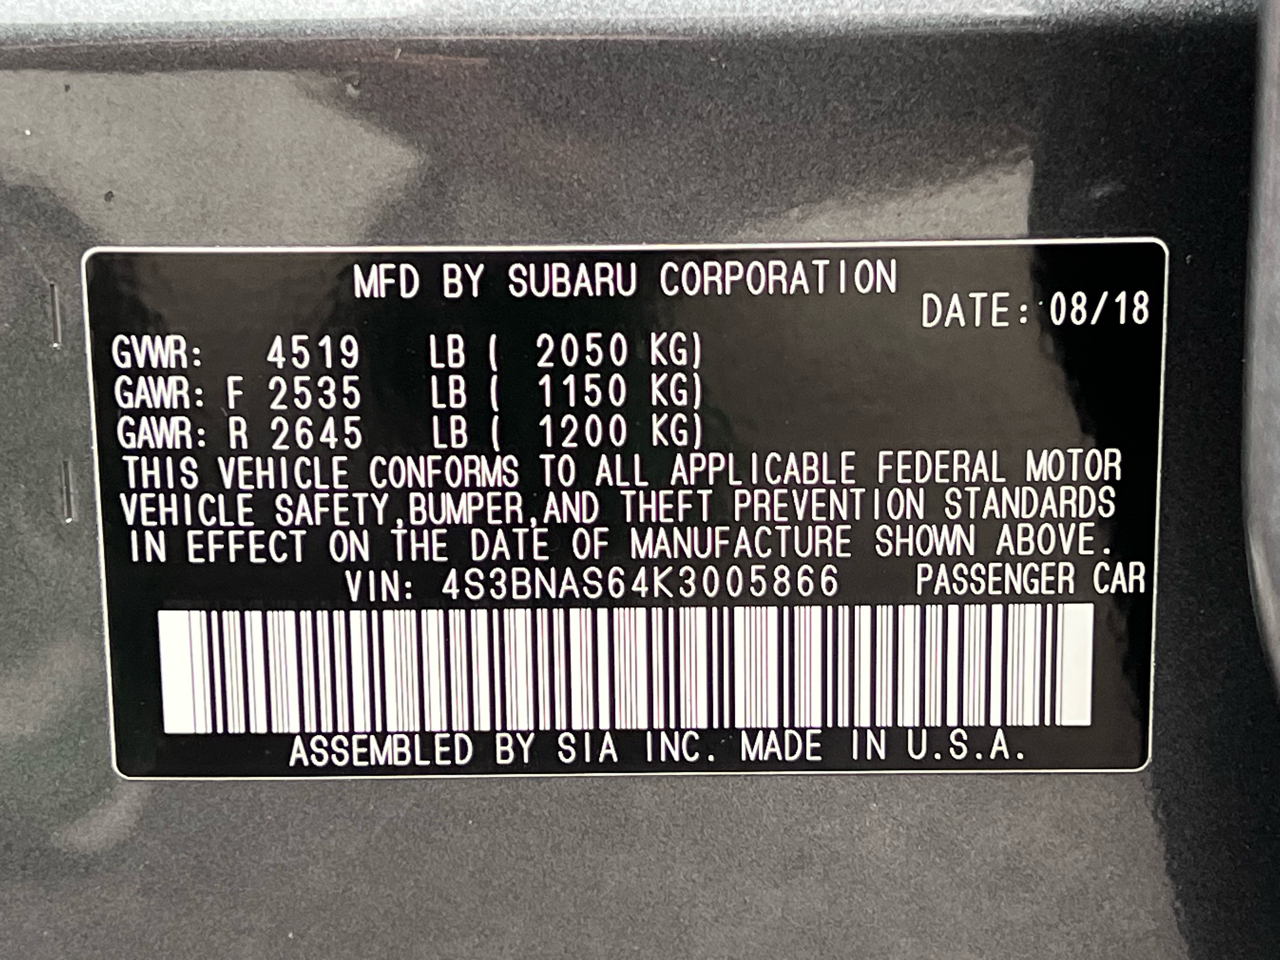 MFD BY SUBARU CORPORATION
DATE: 08/18
GVWR: 4519 LB ( 2050 KG)
GAWR: F 2535 LB ( 1150 KG)
GAWR: R 2645 LB ( 1200 KG)
THIS VEHICLE CONFORMS TO ALL APPLICABLE FEDERAL MOTOR
VEHICLE SAFETY,BUMPER,AND THEFT PREVENTION STANDARDS
IN EFFECT ON THE DATE OF MANUFACTURE SHOWN ABOVE.
VIN: 4S3BNAS64K3005866 PASSENGER CAR
ASSEMBLED BY SIA INC. MADE IN U.S.A.